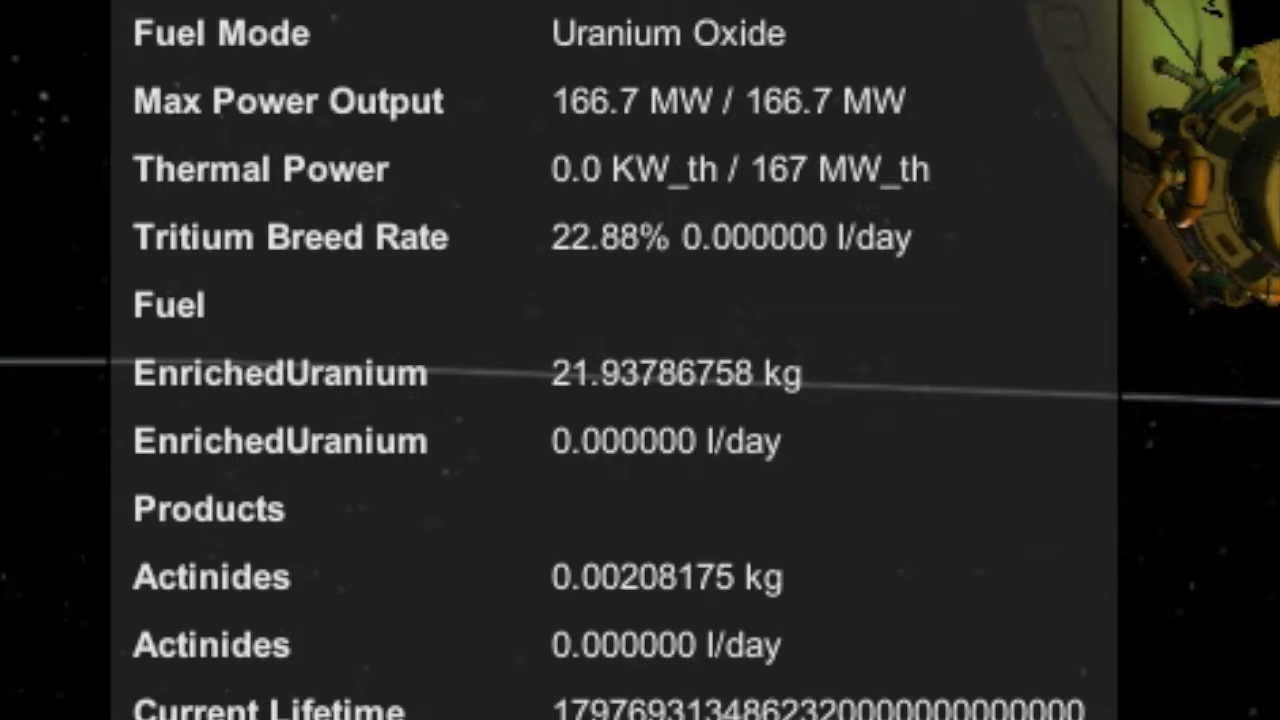 Fuel Mode Uranium Oxide
Max Power Output 166.7 MW / 166.7 MW
Thermal Power 0.0 KW_th / 167 MW_th
Tritium Breed Rate 22.88% 0.000000 l/day
Fuel
EnrichedUranium 21.93786758 kg
EnrichedUranium 0.000000 l/day
Products
Actinides 0.00208175 kg
Actinides 0.000000 l/day
Current Lifetime 179769313486232000000000000